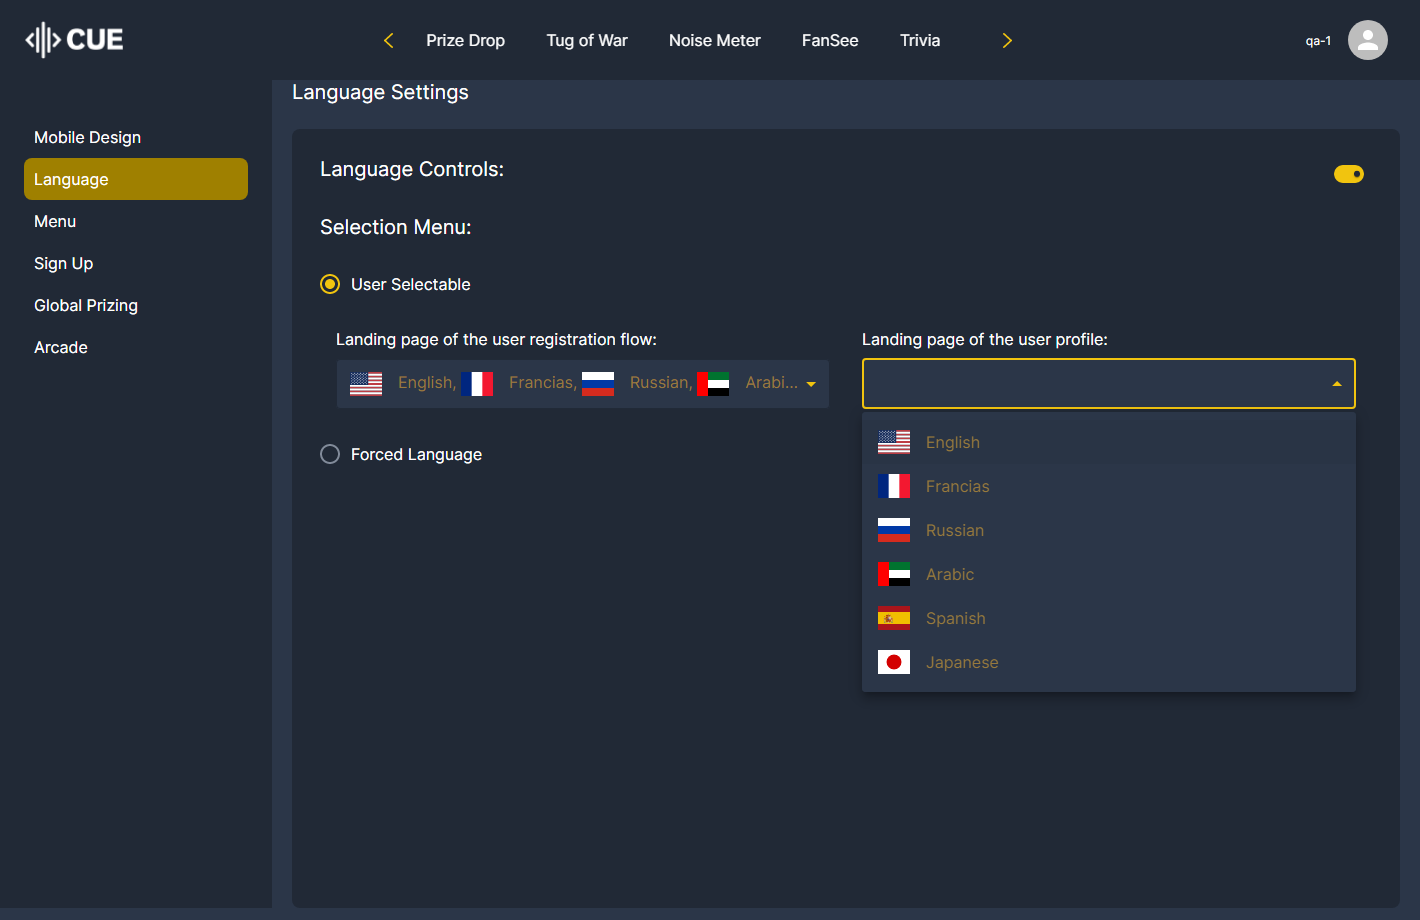 CUE
Prize Drop
Tug of War
Noise Meter
FanSee
Trivia
qa-1
Mobile Design
Language
Menu
Sign Up
Global Prizing
Arcade
Language Settings
Language Controls:
Selection Menu:
User Selectable
Landing page of the user registration flow:
English, Francias, Russian, Arabi...
Landing page of the user profile:
English
Francias
Russian
Arabic
Spanish
Japanese
Forced Language